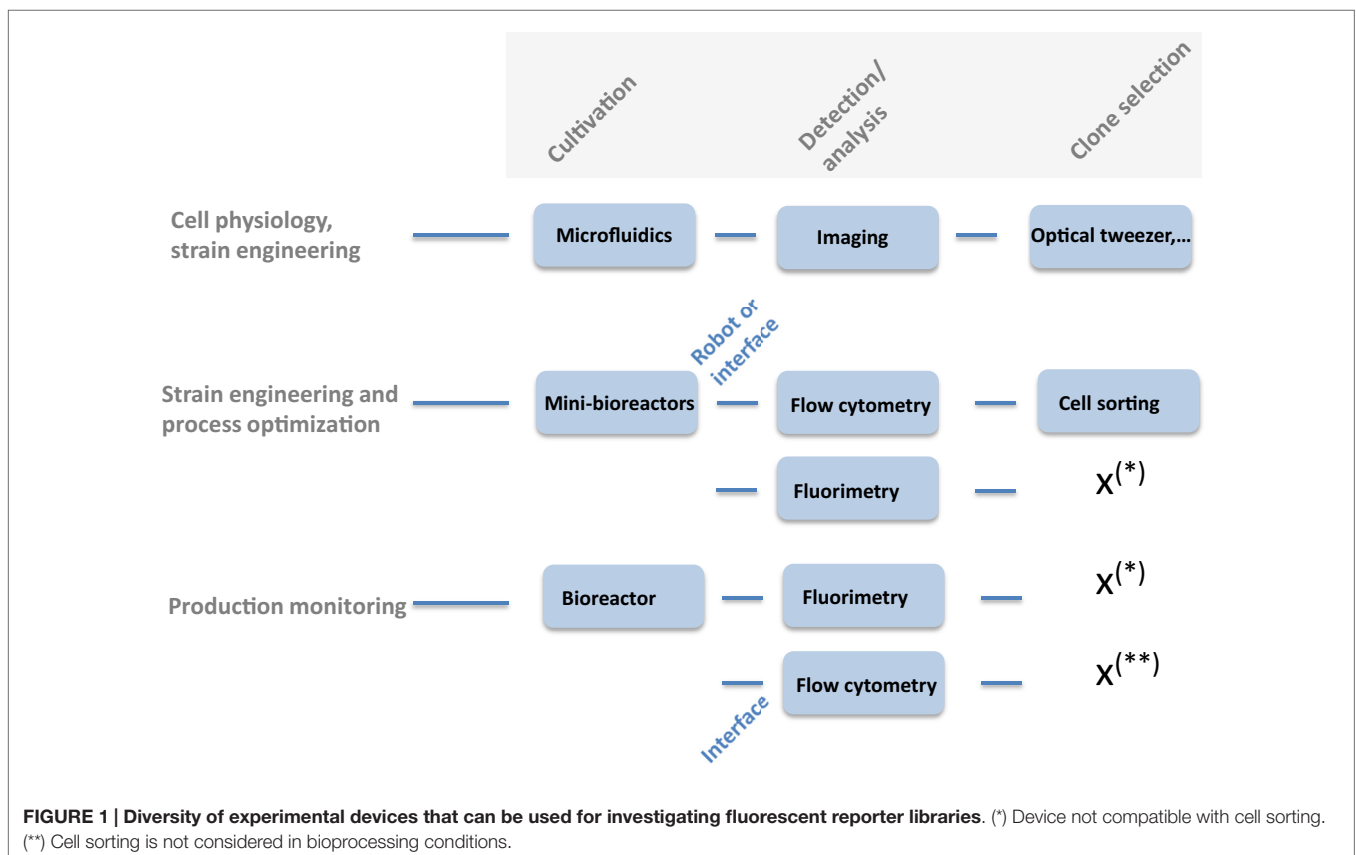 Cultivation
Detection/
analysis
Clone selection
Cell physiology,
strain engineering
Microfluidics
Imaging
Optical tweezer,...
Robot or
interface
Strain engineering and
process optimization
Mini-bioreactors
Flow cytometry
Cell sorting
Fluorimetry
x(*)
Production monitoring
Bioreactor
Fluorimetry
x(*)
Flow cytometry
x(**)
Interface
FIGURE 1 | Diversity of experimental devices that can be used for investigating fluorescent reporter libraries. (*) Device not compatible with cell sorting.
(**) Cell sorting is not considered in bioprocessing conditions.